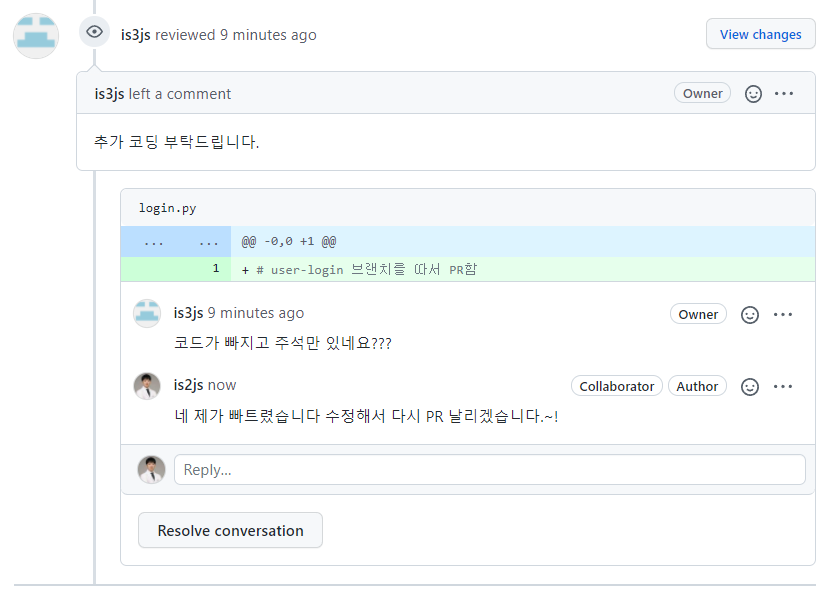 is3js reviewed 9 minutes ago
View changes
is3js left a comment
Owner
추가 코딩 부탁드립니다.
login.py
... ... @@ -0,0 +1 @@
1 + # user-login 브랜치를 따서 PR함
is3js 9 minutes ago
Owner
코드가 빠지고 주석만 있네요???
is2js now
Collaborator Author
네 제가 빠트렸습니다 수정해서 다시 PR 날리겠습니다.~!
Reply...
Resolve conversation